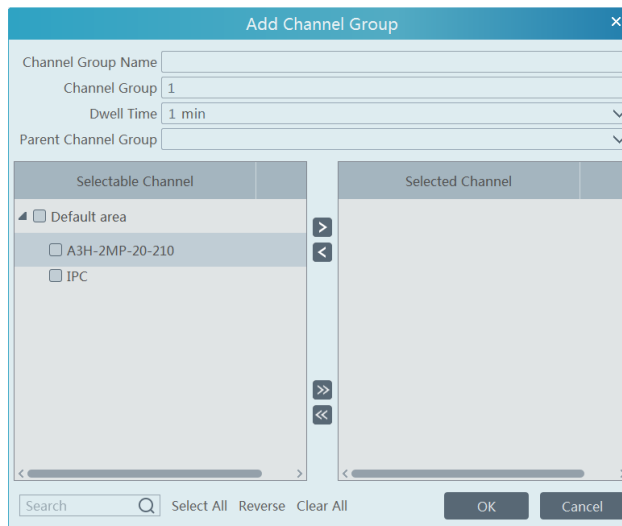 Add Channel Group
Channel Group Name
Channel Group 1
Dwell Time 1 min
Parent Channel Group
Selectable Channel Selected Channel
Default area
A3H-2MP-20-210
IPC
Search Select All Reverse Clear All OK Cancel